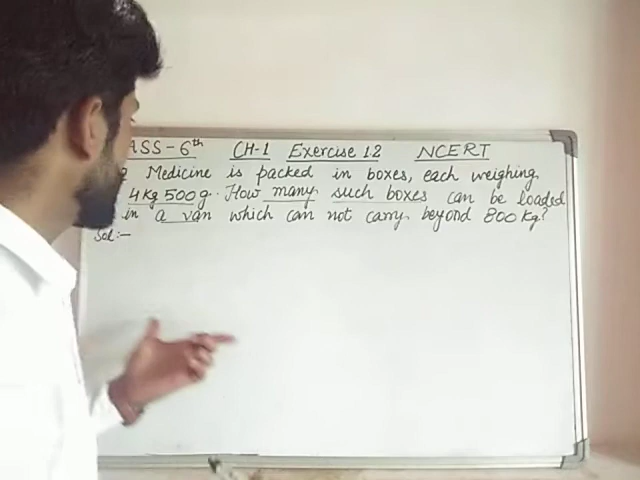 ASS - 6th CH-1 Exercise 1.2 NCERT
Medicine is packed in boxes, each weighing
4 Kg 500 g. How many such boxes can be loaded
in a van which can not carry beyond 800 Kg?
Sol:-